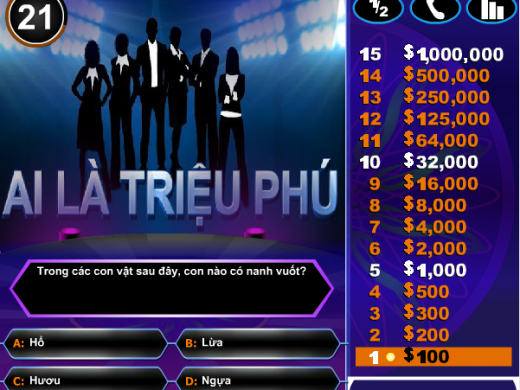 21
1/2
AI LÀ TRIỆU PHÚ
Trong các con vật sau đây, con nào có nanh vuốt?
A: Hổ
B: Lừa
C: Hươu
D: Ngựa
15 $1,000,000
14 $500,000
13 $250,000
12 $125,000
11 $64,000
10 $32,000
9 $16,000
8 $8,000
7 $4,000
6 $2,000
5 $1,000
4 $500
3 $300
2 $200
1 $100